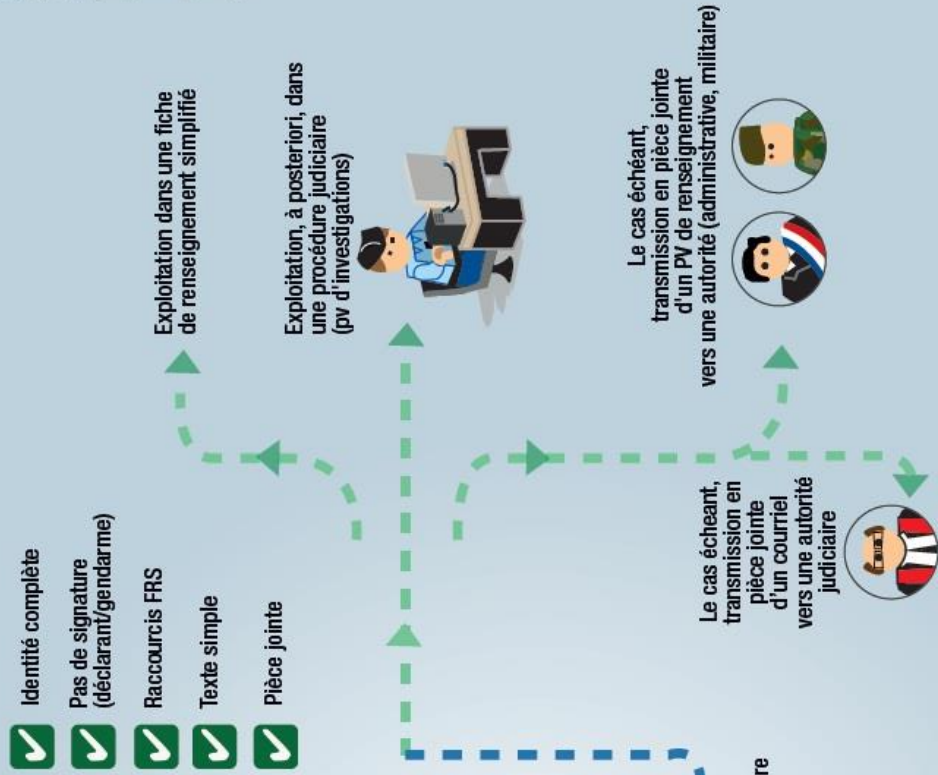 Identité complète
Pas de signature
(déclarant/gendarme)
Raccourcis FRS
Texte simple
Pièce jointe
Exploitation dans une fiche
de renseignement simplifié
Exploitation, à posteriori, dans
une procédure judiciaire
(pv d'investigations)
Le cas échéant,
transmission en pièce jointe
d'un PV de renseignement
vers une autorité (administrative, militaire)
Le cas écheant,
transmission en
pièce jointe
d'un courriel
vers une autorité
judiciaire